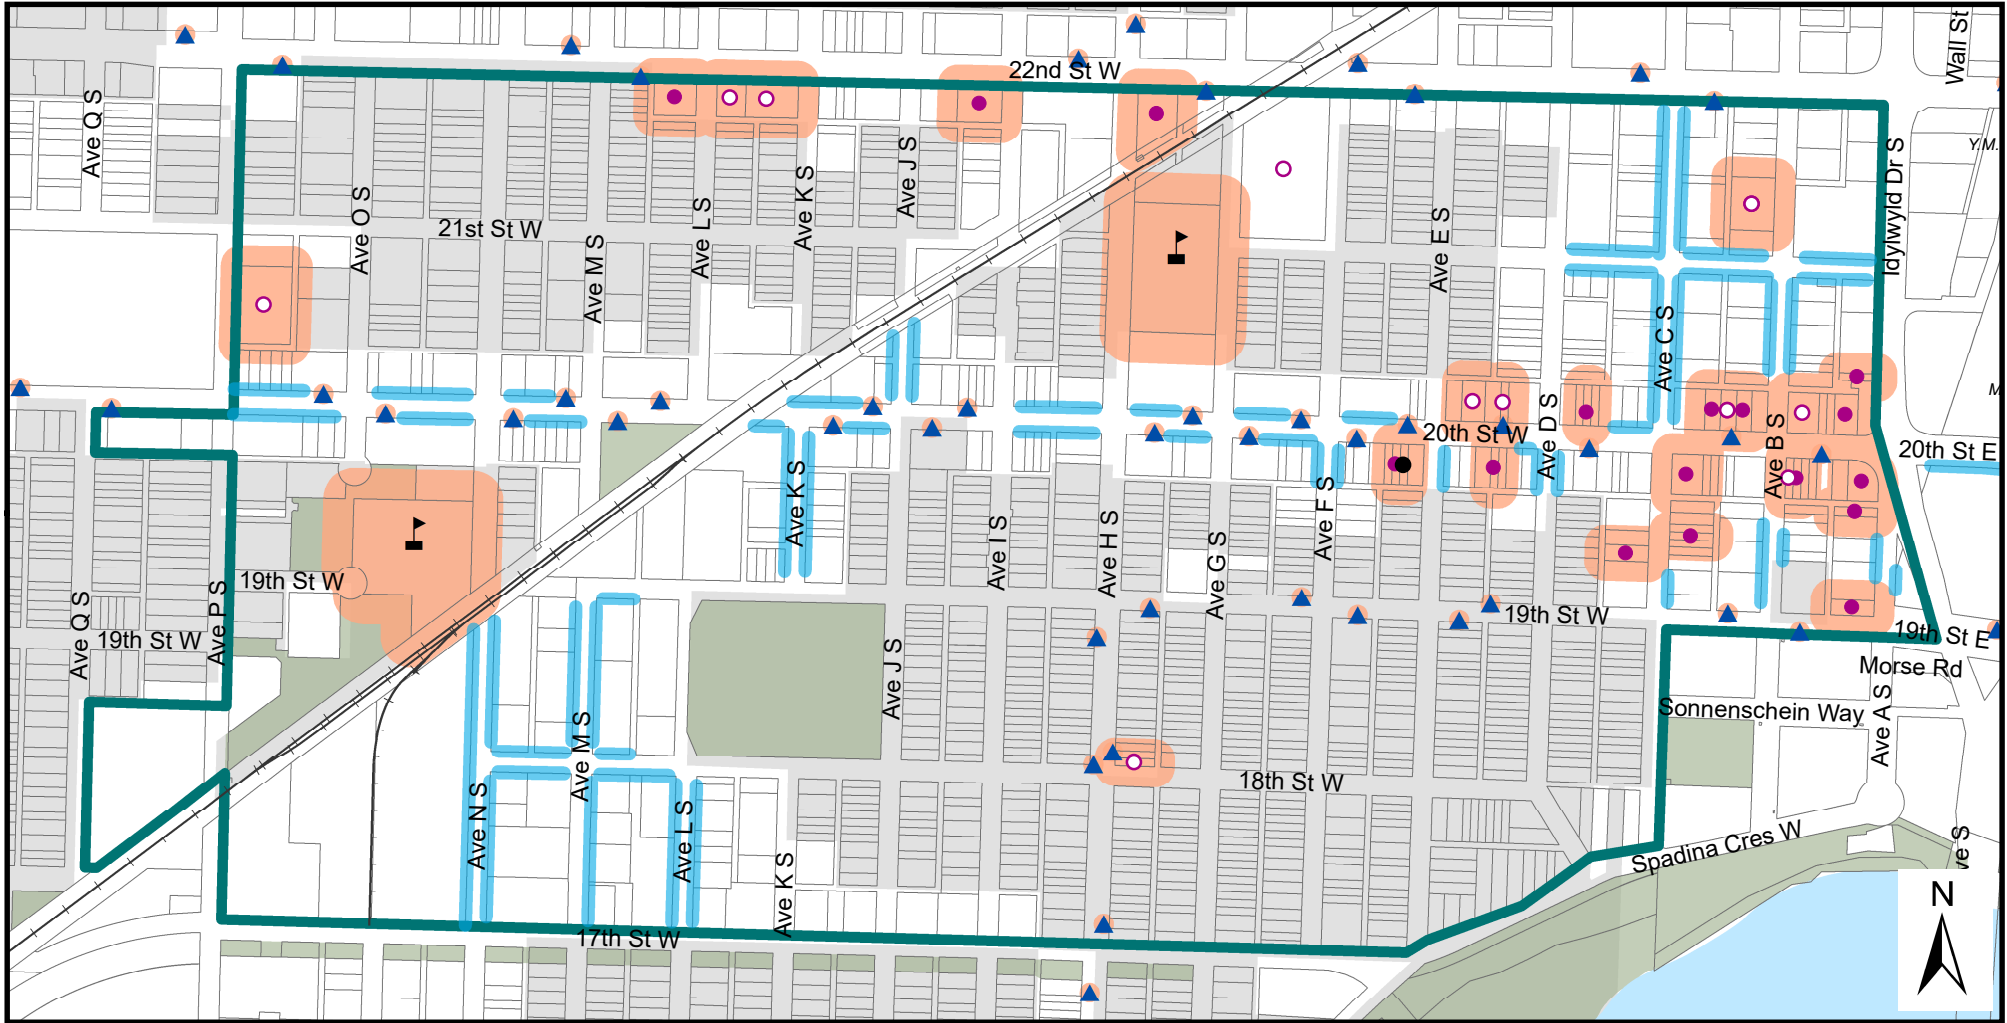 Wall St
22nd St W
Ave Q S
Y.M.
Ave J S
Ave K S
Idylwyld Dr S
Ave O S
Ave L S
21st St W
Ave M S
Ave E S
Ave C S
M
Ave D S
Ave B S
20th St W
20th St E
Ave K S
Ave F S
Ave I S
Ave H S
Ave G S
19th St W
Ave P S
Ave Q S
19th St W
19th St W
19th St E
Morse Rd
Ave J S
Sonnenschein Way
Ave A S
Ave M S
18th St W
Ave N S
Ave L S
Spadina Cres W
ve S
Ave K S
N
17th St W